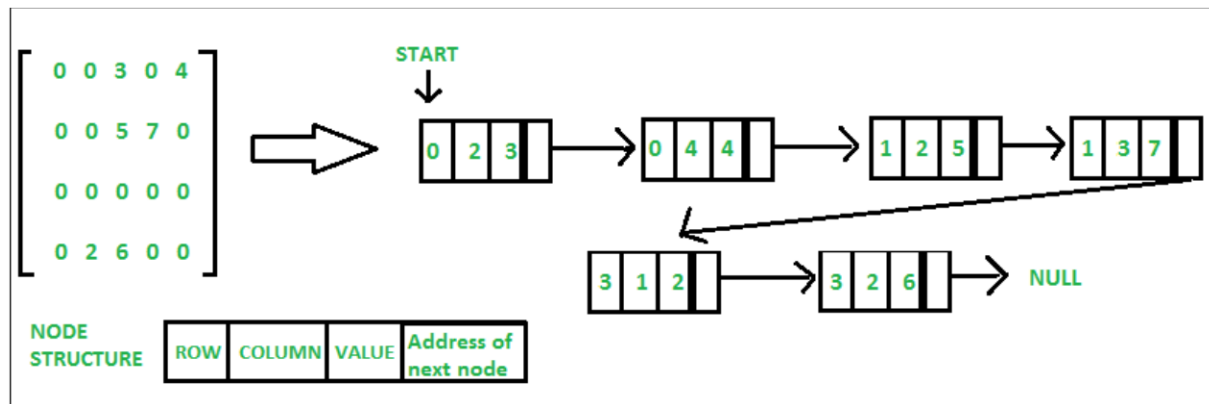 0 0 3 0 4
0 0 5 7 0
0 0 0 0 0
0 2 6 0 0
START
0 2 3
0 4 4
1 2 5
1 3 7
3 1 2
3 2 6
NULL
NODE
STRUCTURE
ROW
COLUMN
VALUE
Address of
next node